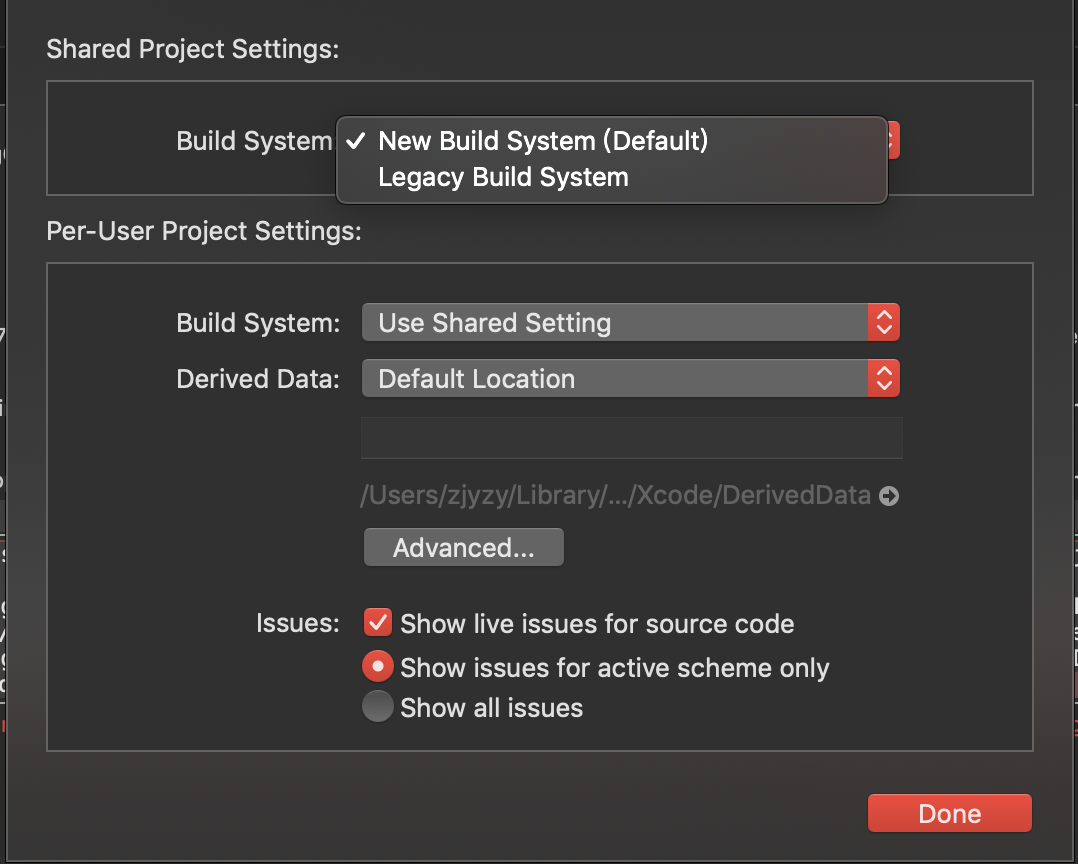 Shared Project Settings:
Build System
New Build System (Default)
Legacy Build System
Per-User Project Settings:
Build System: Use Shared Setting
Derived Data: Default Location
/Users/zjyzy/Library/.../Xcode/DerivedData
Advanced...
Issues: Show live issues for source code
Show issues for active scheme only
Show all issues
Done